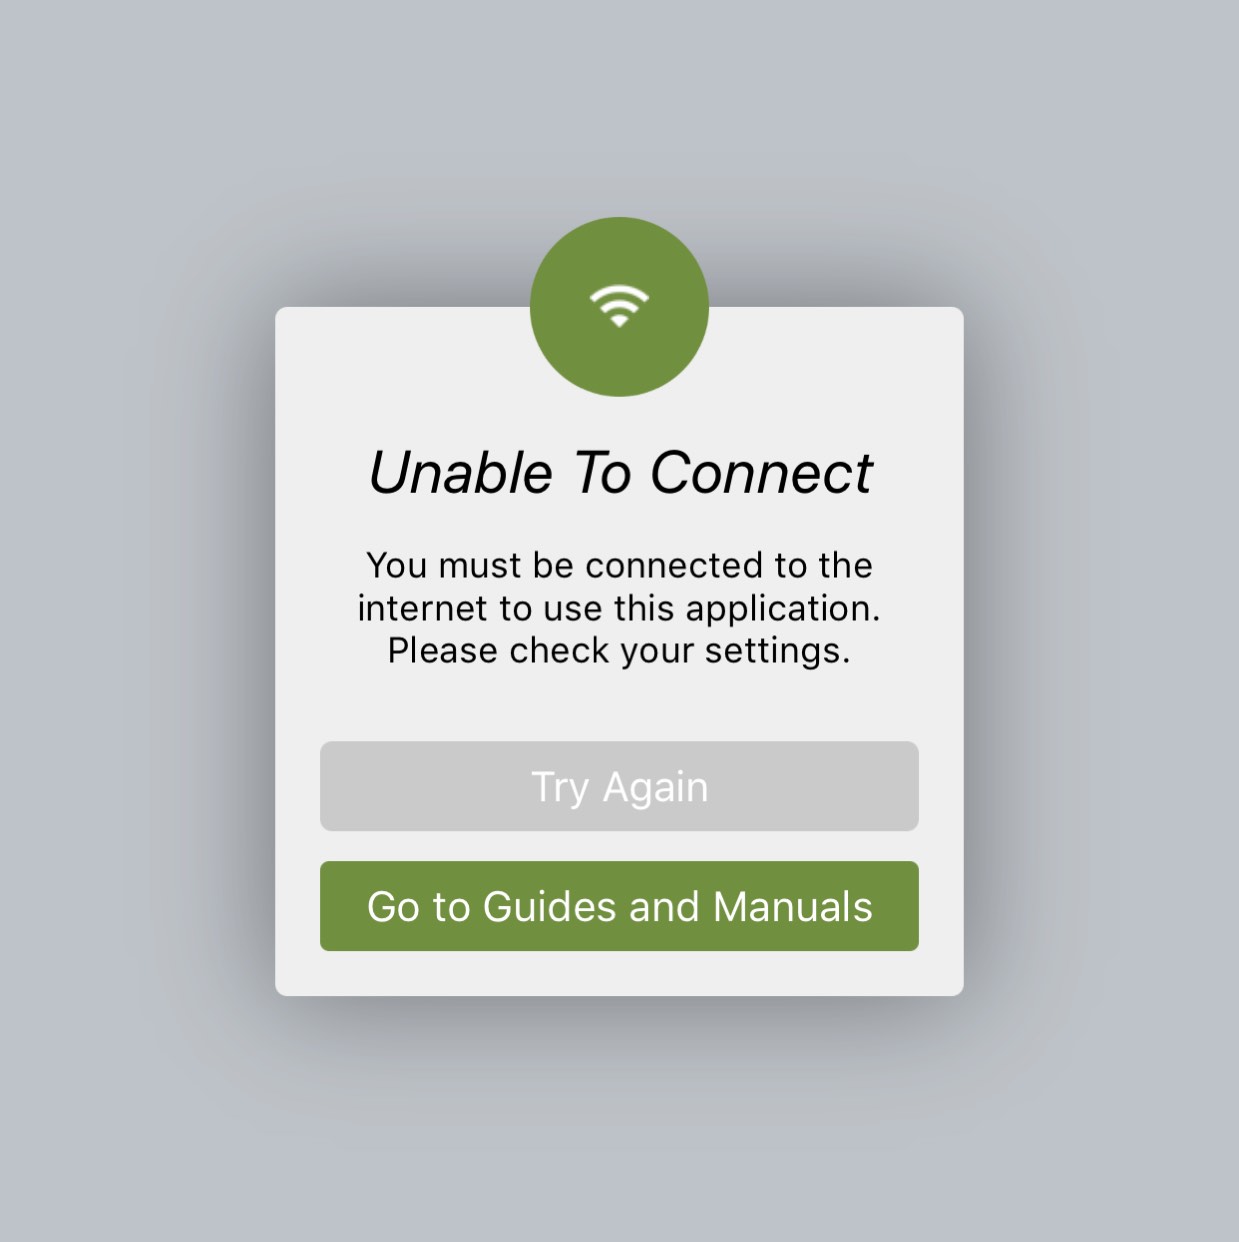 Unable To Connect
You must be connected to the
internet to use this application.
Please check your settings.
Try Again
Go to Guides and Manuals